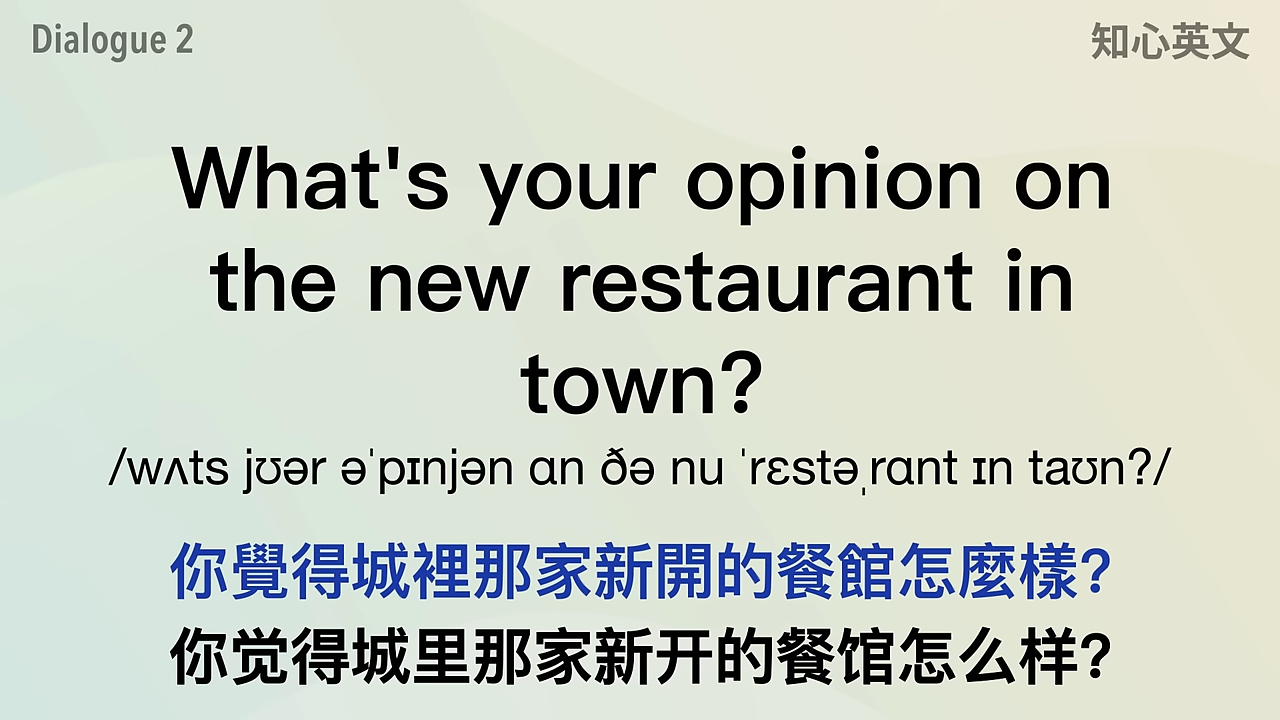 Dialogue 2
知心英文
What's your opinion on
the new restaurant in
town?
/wʌts jʊər əˈpɪnjən ɑn ðə nu ˈrɛstəˌrɑnt ɪn taʊn?/
你覺得城裡那家新開的餐館怎麼樣?
你觉得城里那家新开的餐馆怎么样?